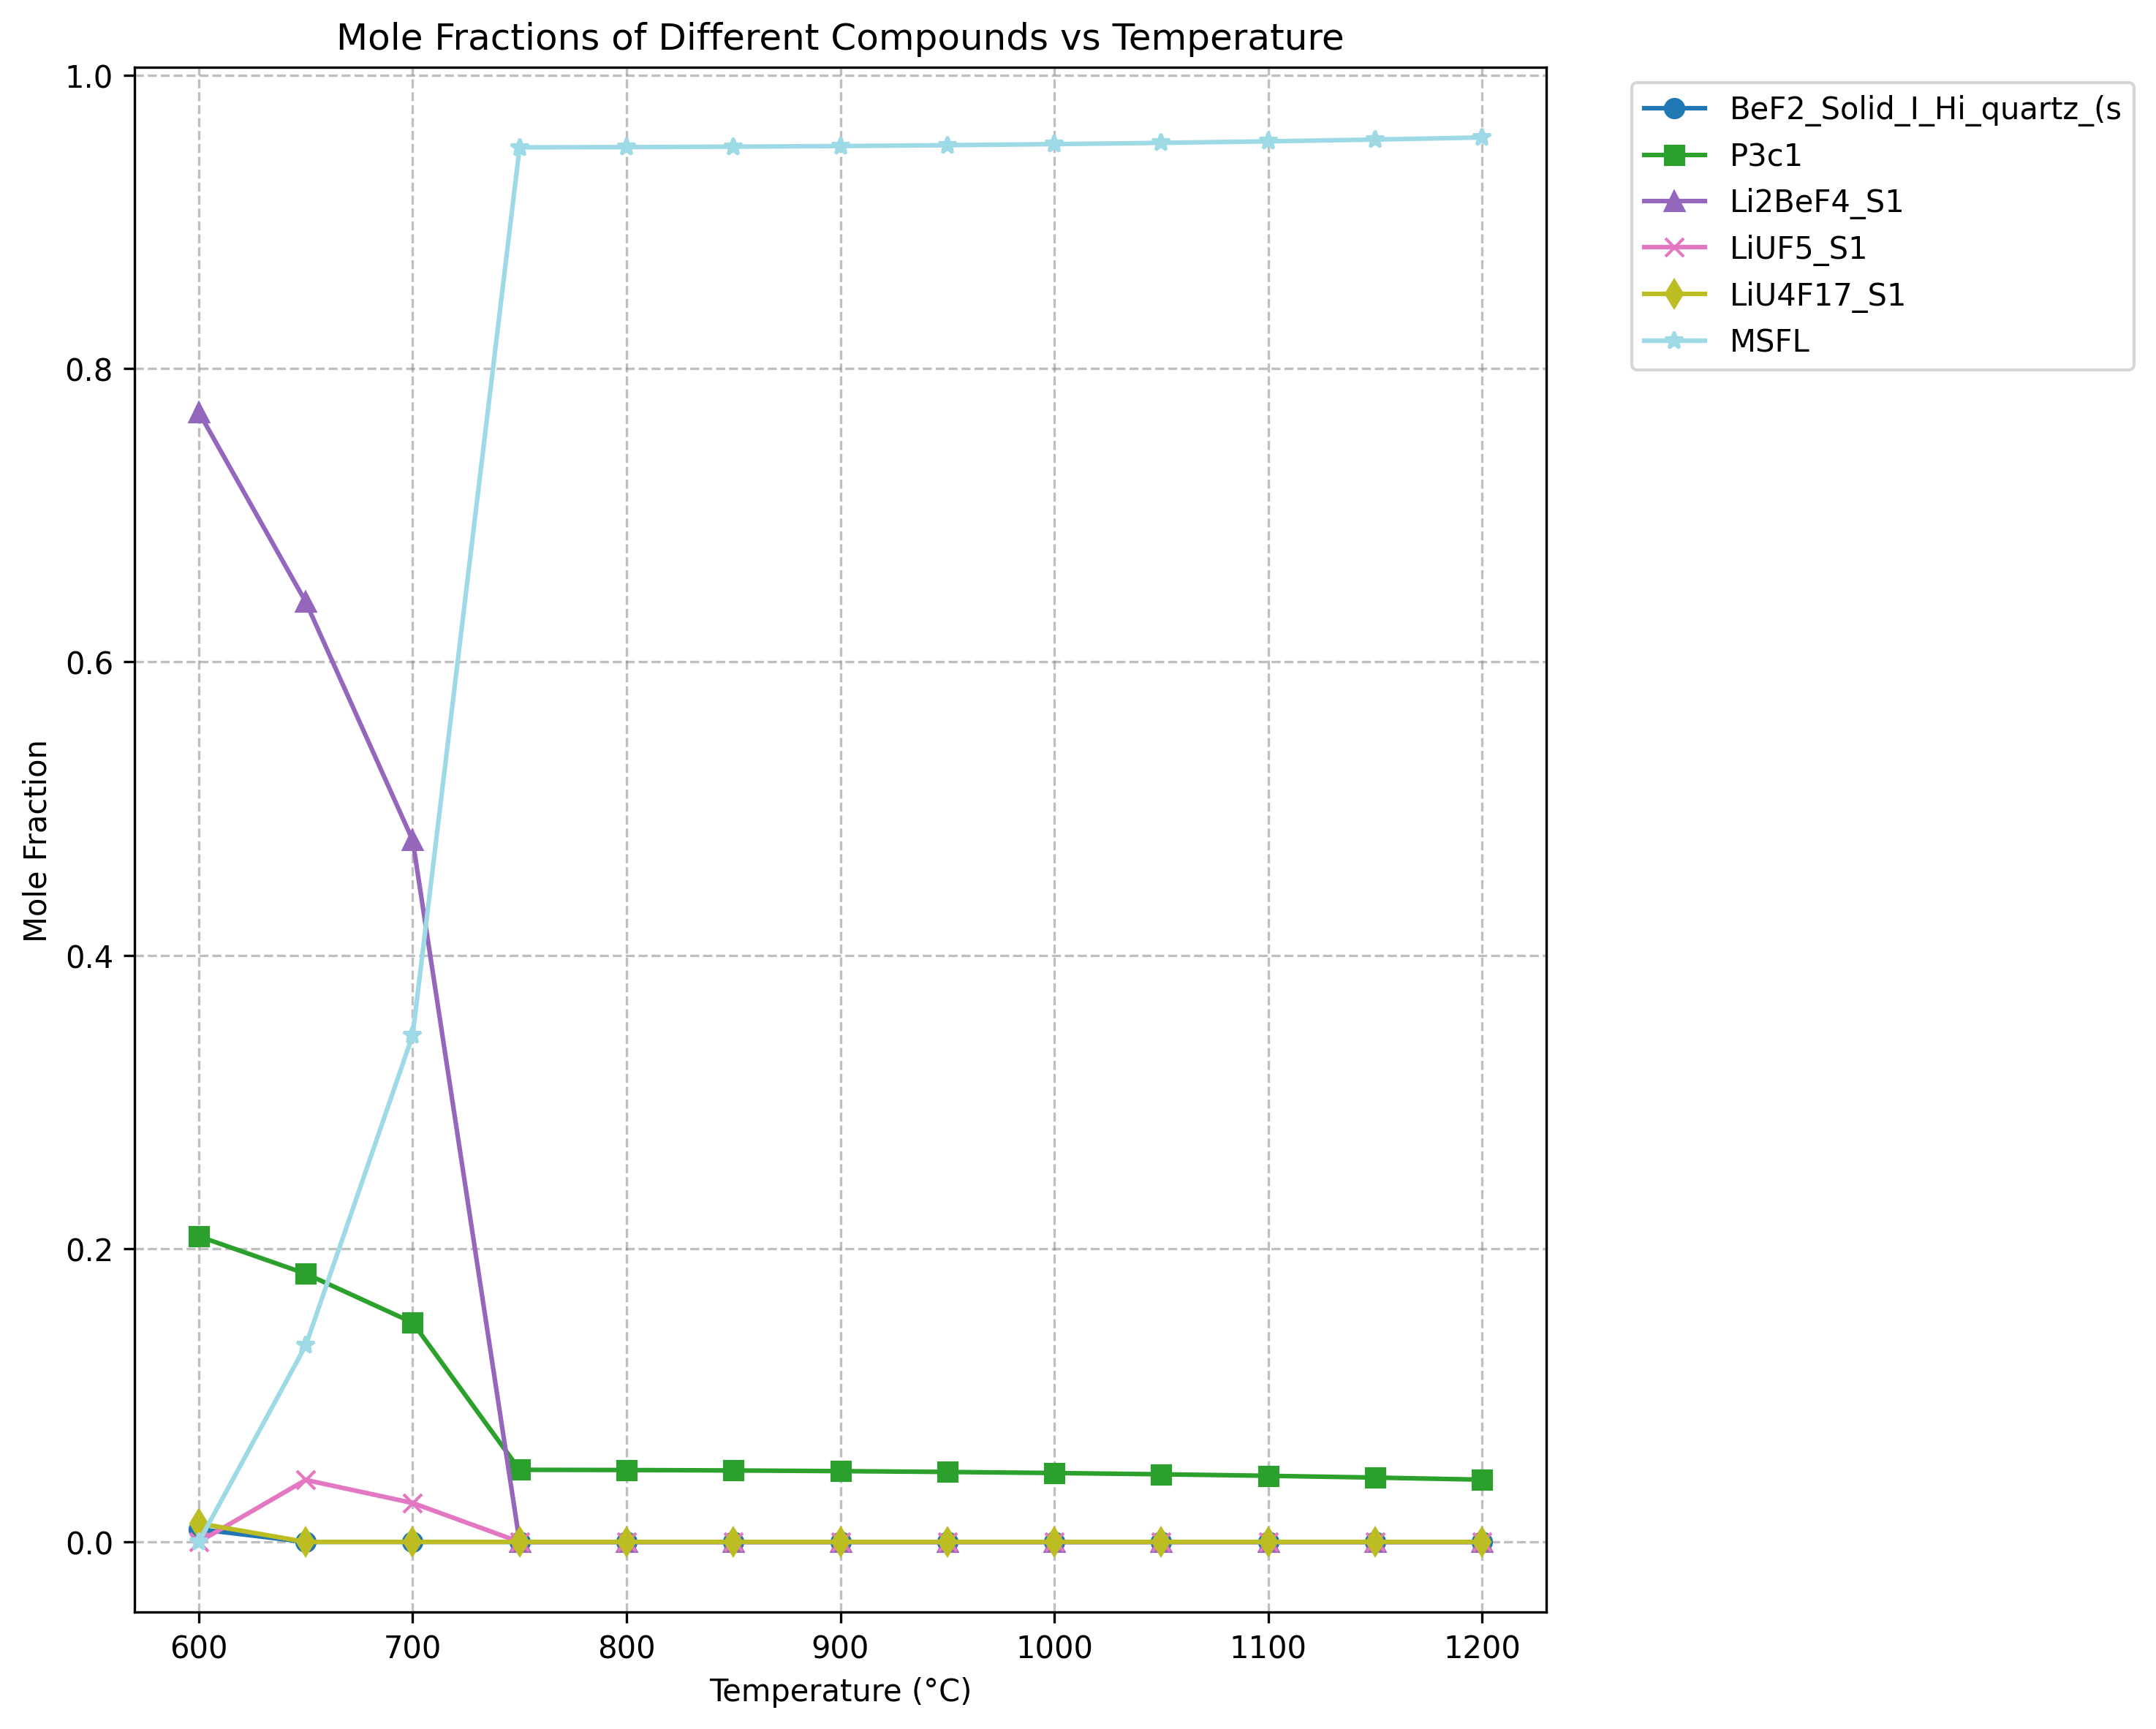 Mole Fractions of Different Compounds vs Temperature
1.0
0.8
0.6
0.4
0.2
0.0
Mole Fraction
600 700 800 900 1000 1100 1200
Temperature (°C)
BeF2_Solid_I_Hi_quartz_(s
P3c1
Li2BeF4_S1
LiUF5_S1
LiU4F17_S1
MSFL